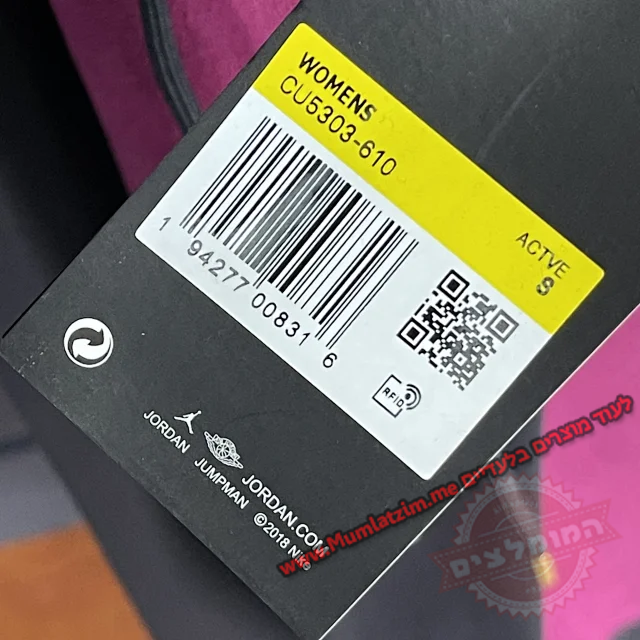 WOMENS
CU5303-610
ACTVE
S
1 94277 00831 6
RFID
JORDAN JUMPMAN
JORDAN.COM
©2018 NIKE
לעוד מוצרים בלעדיים www.Mumlatzim.me
המומלצים